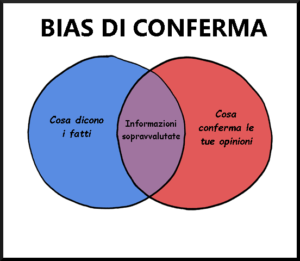 BIAS DI CONFERMA
Cosa dicono
i fatti
Informazioni
sopravvalutate
Cosa
conferma le
tue opinioni